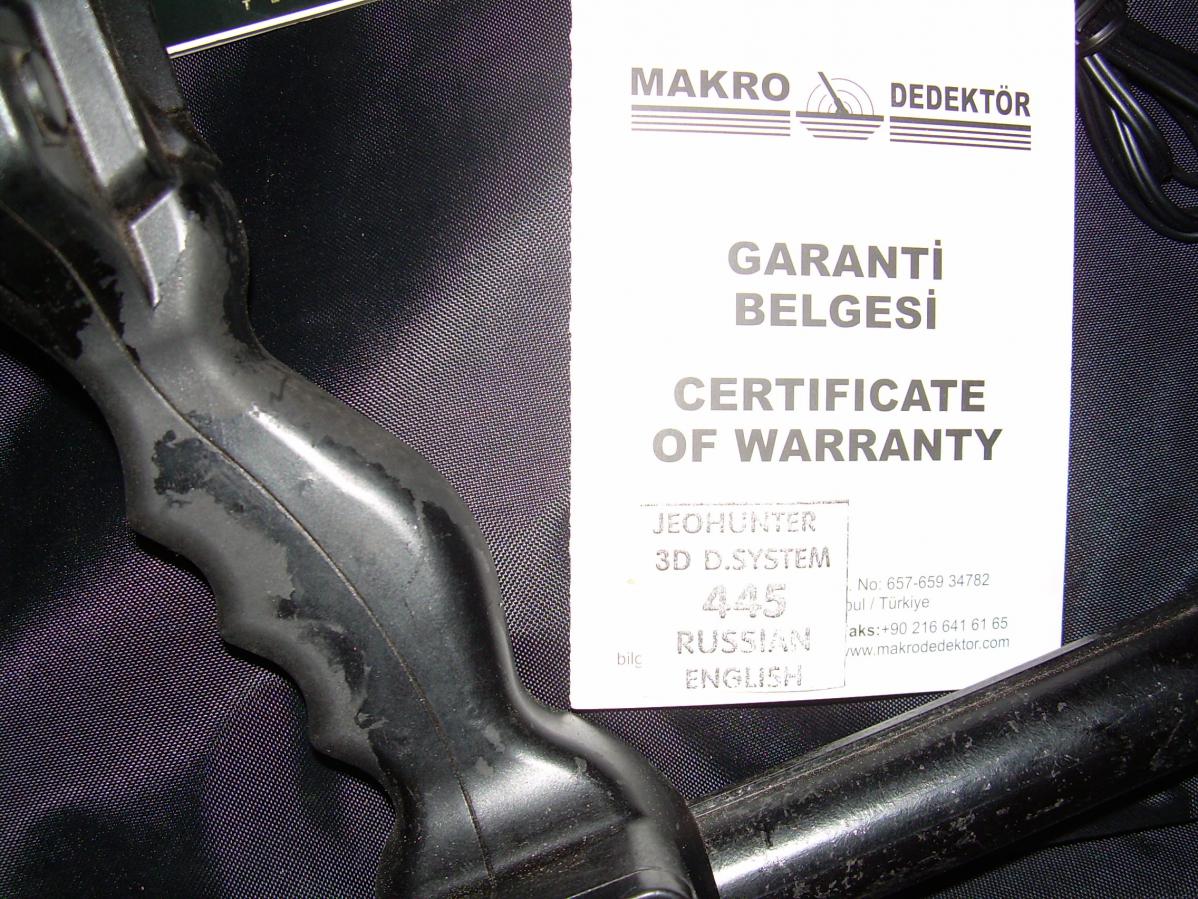 MAKRO DEDEKTÖR
GARANTİ
BELGESİ
CERTIFICATE
OF WARRANTY
JEOHUNTER
3D D.SYSTEM
445
RUSSIAN
ENGLISH
No: 657-659 34782
bul / Türkiye
aks:+90 216 641 61 65
bilg
www.makrodedektor.com